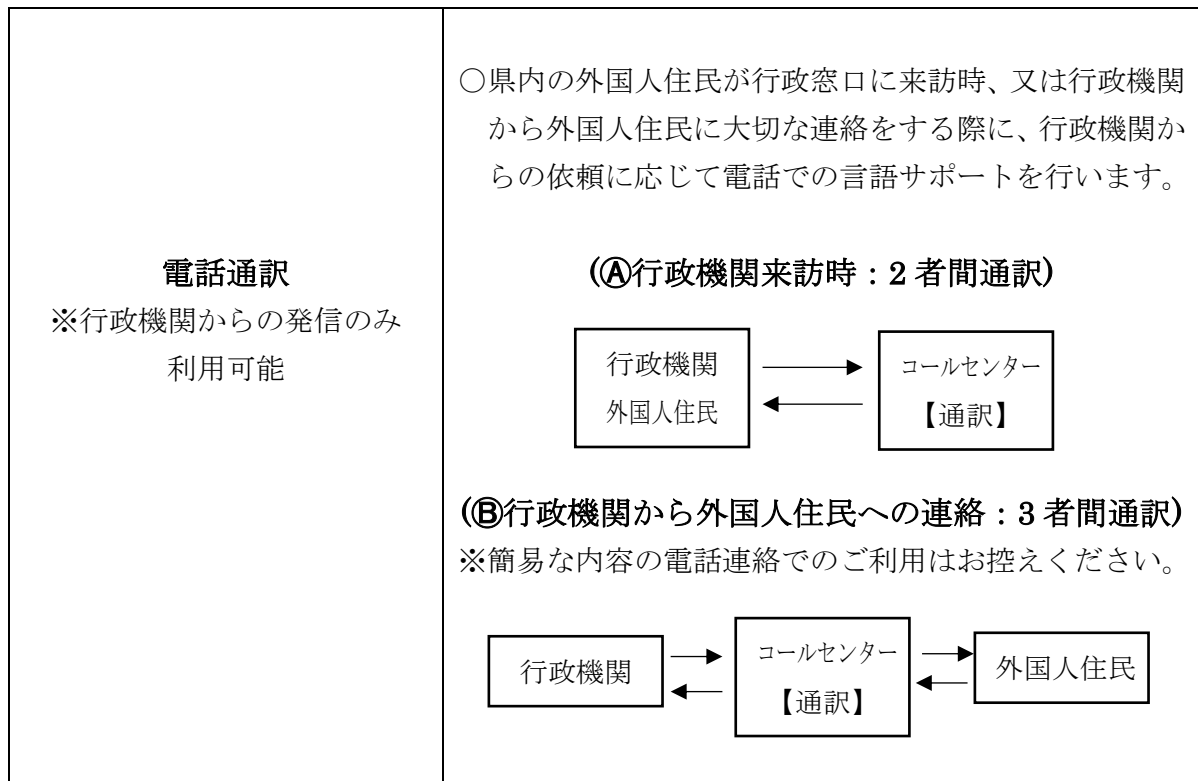 電話通訳
※行政機関からの発信のみ
利用可能
○県内の外国人住民が行政窓口に来訪時、又は行政機関
から外国人住民に大切な連絡をする際に、行政機関か
らの依頼に応じて電話での言語サポートを行います。
(Ⓐ行政機関来訪時：2者間通訳)
行政機関
外国人住民
コールセンター
【通訳】
(Ⓑ行政機関から外国人住民への連絡：3者間通訳)
※簡易な内容の電話連絡でのご利用はお控えください。
行政機関
コールセンター
【通訳】
外国人住民